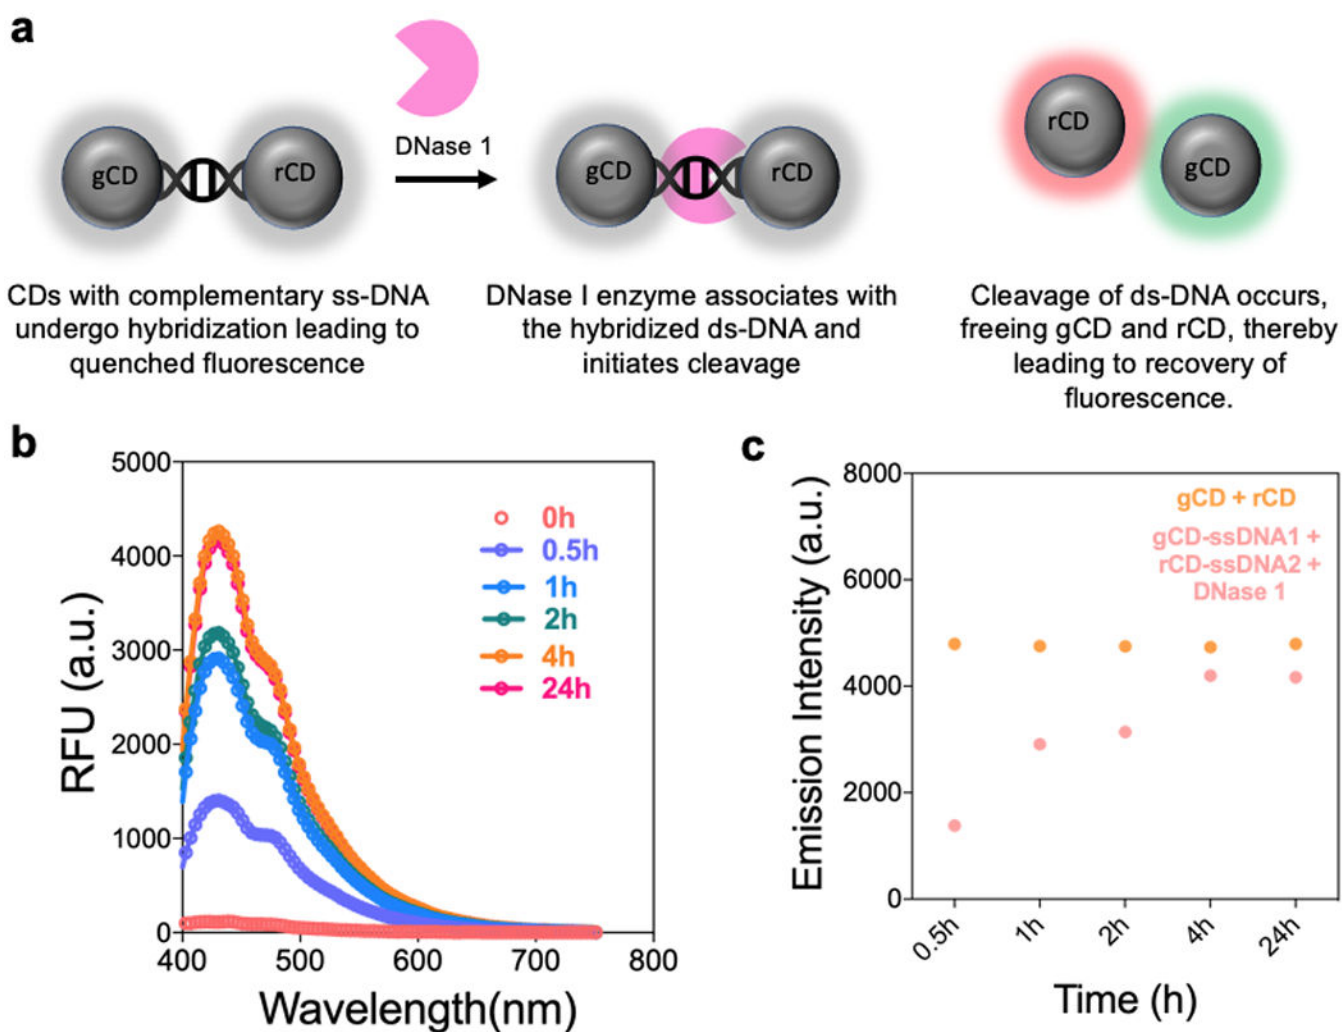 a
DNase 1
gCD
rCD
gCD
rCD
rCD
gCD
CDs with complementary ss-DNA
undergo hybridization leading to
quenched fluorescence
DNase I enzyme associates with
the hybridized ds-DNA and
initiates cleavage
Cleavage of ds-DNA occurs,
freeing gCD and rCD, thereby
leading to recovery of
fluorescence.
b
5000
4000
3000
2000
1000
0
RFU (a.u.)
0h
0.5h
1h
2h
4h
24h
400
500
600
700
800
Wavelength(nm)
c
8000
6000
4000
2000
0
Emission Intensity (a.u.)
gCD + rCD
gCD-ssDNA1 +
rCD-ssDNA2 +
DNase 1
0.5h
1h
2h
4h
24h
Time (h)